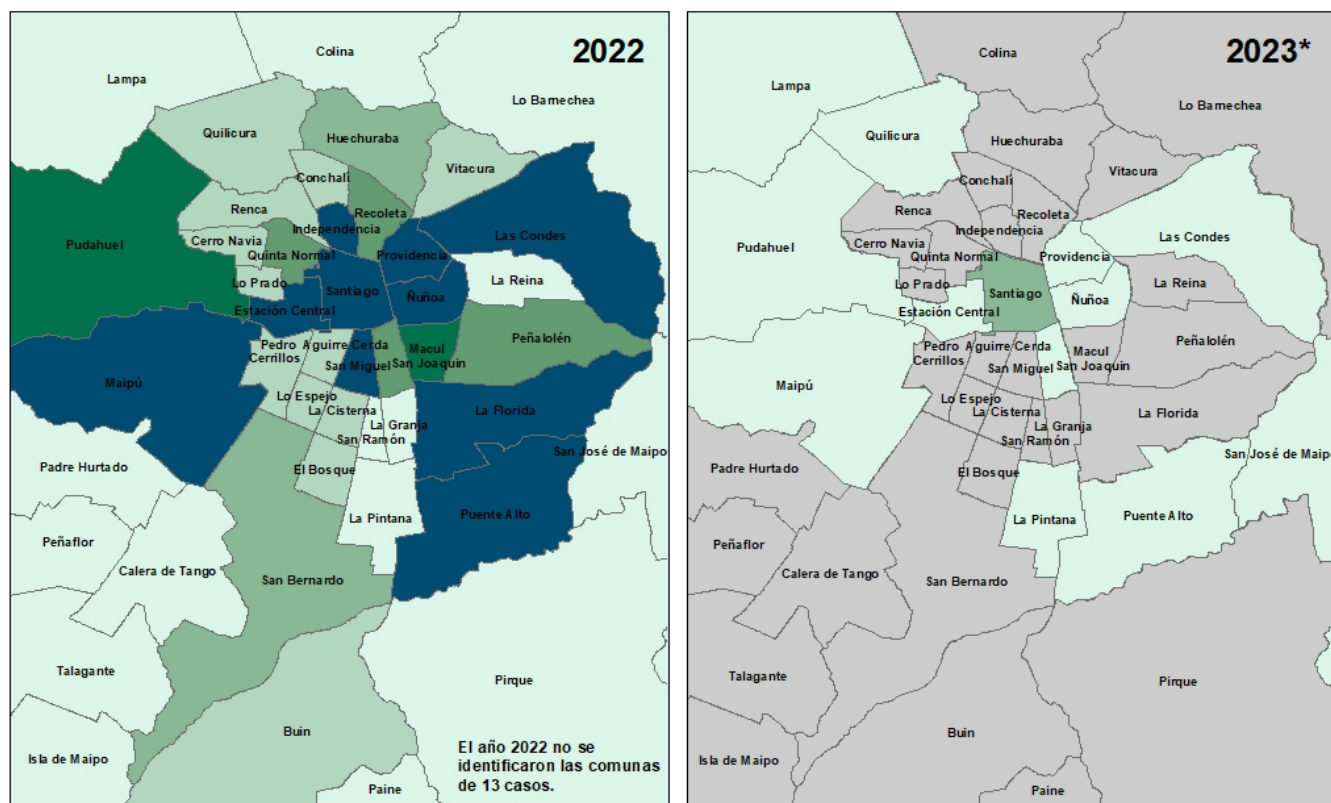 2022
Colina
Lampa
Lo Barnechea
Quilicura
Huechuraba
Vitacura
Conchalí
Renca
Recoleta
Independencia
Cerro Navia
Pudahuel
Quinta Normal
Providencia
Las Condes
Lo Prado
Santiago
Ñuñoa
La Reina
Estación Central
Pedro Aguirre Cerda
Cerrillos
San Miguel
Macul
San Joaquín
Peñalolén
Maipú
Lo Espejo
La Cisterna
La Granja
San Ramón
La Florida
El Bosque
San José de Maipo
Padre Hurtado
La Pintana
Puente Alto
Peñaflor
Calera de Tango
San Bernardo
Talagante
Pirque
Buin
Isla de Maipo
Paine
El año 2022 no se
identificaron las comunas
de 13 casos.
2023*
Colina
Lampa
Lo Barnechea
Quilicura
Huechuraba
Vitacura
Conchalí
Renca
Recoleta
Independencia
Cerro Navia
Pudahuel
Quinta Normal
Providencia
Las Condes
Lo Prado
Santiago
Ñuñoa
La Reina
Estación Central
Pedro Aguirre Cerda
Cerrillos
San Miguel
Macul
San Joaquín
Peñalolén
Maipú
Lo Espejo
La Cisterna
La Granja
San Ramón
La Florida
El Bosque
San José de Maipo
Padre Hurtado
La Pintana
Puente Alto
Peñaflor
Calera de Tango
San Bernardo
Talagante
Pirque
Buin
Isla de Maipo
Paine